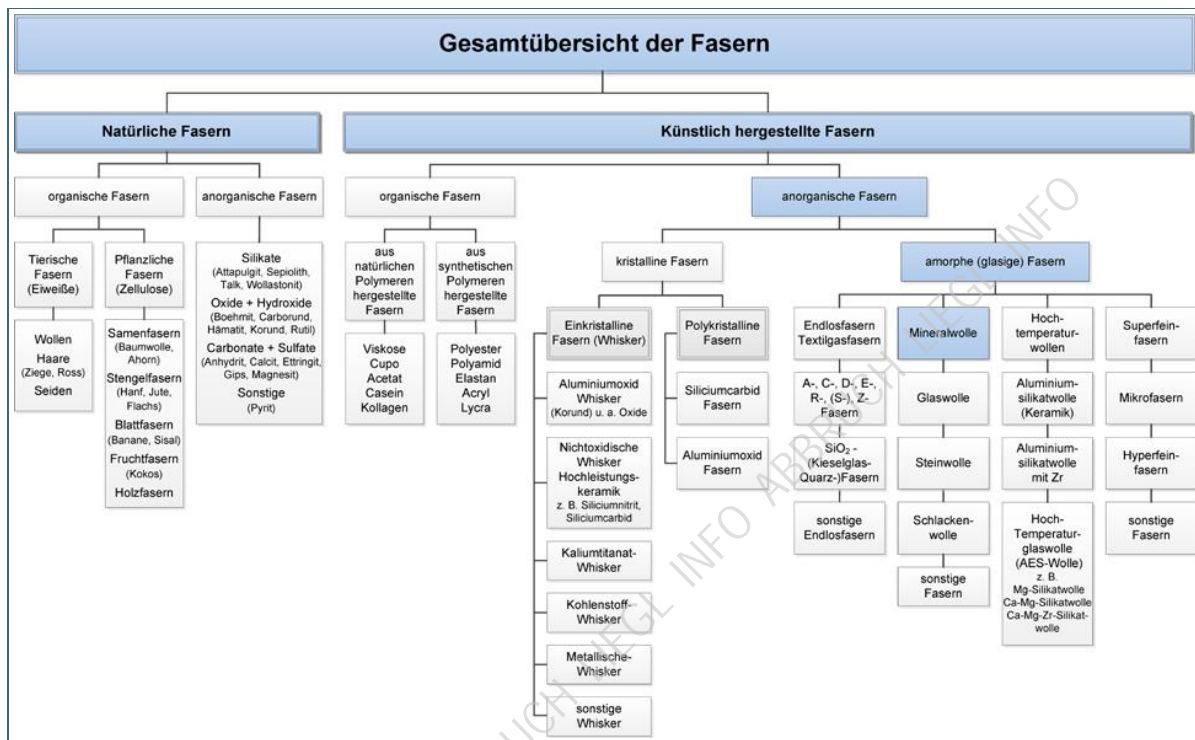 Gesamtübersicht der Fasern
Natürliche Fasern
Künstlich hergestellte Fasern
organische Fasern
anorganische Fasern
organische Fasern
anorganische Fasern
kristalline Fasern
amorphe (glasige) Fasern
Tierische
Fasern
(Eiweiße)
Wollen
Haare
(Ziege, Ross)
Seiden
Pflanzliche
Fasern
(Zellulose)
Samenfasern
(Baumwolle,
Ahorn)
Stengelfasern
(Hanf, Jute,
Flachs)
Blattfasern
(Banane, Sisal)
Fruchtfasern
(Kokos)
Holzfasern
Silikate
(Attapulgit, Sepiolith,
Talk, Wollastonit)
Oxide + Hydroxide
(Boehmit, Carborund,
Hämatit, Korund, Rutil)
Carbonate + Sulfate
(Anhydrit, Calcit, Ettringit,
Gips, Magnesit)
Sonstige
(Pyrit)
aus
natürlichen
Polymeren
hergestellte
Fasern
Viskose
Cupo
Acetat
Casein
Kollagen
aus
synthetischen
Polymeren
hergestellte
Fasern
Polyester
Polyamid
Elastan
Acryl
Lycra
Einkristalline
Fasern (Whisker)
Aluminiumoxid
Whisker
(Korund) u. a. Oxide
Nichtoxidische
Whisker
Hochleistungs-
keramik
z. B. Siliciumnitrit,
Siliciumcarbid
Kaliumtitanat-
Whisker
Kohlenstoff-
Whisker
Metallische-
Whisker
sonstige
Whisker
Polykristalline
Fasern
Siliciumcarbid
Fasern
Aluminiumoxid
Fasern
Endlosfasern
Textilgasfasern
A-, C-, D-, E-,
R-, (S-), Z-
Fasern
SiO₂ -
(Kieselglas-
Quarz-)Fasern
sonstige
Endlosfasern
Mineralwolle
Glaswolle
Steinwolle
Schlacken-
wolle
sonstige
Fasern
Hoch-
temperatur-
wollen
Aluminium-
silikatwolle
(Keramik)
Aluminium-
silikatwolle
mit Zr
Hoch-
Temperatur-
glaswolle
(AES-Wolle)
z. B.
Mg-Silikatwolle
Ca-Mg-Silikatwolle
Ca-Mg-Zr-Silikat-
wolle
Superfein-
fasern
Mikrofasern
Hyperfein-
fasern
sonstige
Fasern
UCH LIEGL INFO ABBRUCH LIEGL INFO